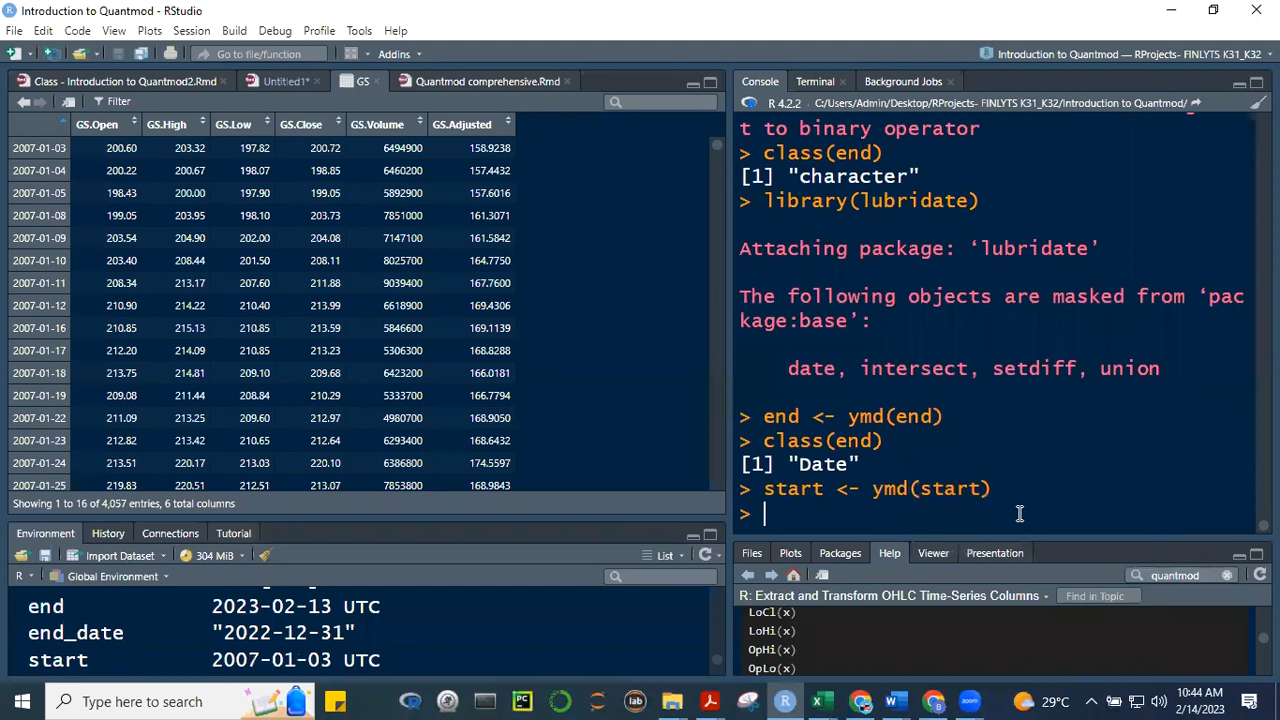 Introduction to Quantmod - RStudio
File Edit Code View Plots Session Build Debug Profile Tools Help
Go to file/function Addins Introduction to Quantmod — RProjects- FINLYTS K31_K32
Class - Introduction to Quantmod2.Rmd Untitled1* GS Quantmod comprehensive.Rmd
Filter
GS.Open GS.High GS.Low GS.Close GS.Volume GS.Adjusted
2007-01-03 200.60 203.32 197.82 200.72 6494900 158.9238
2007-01-04 200.22 200.67 198.07 198.85 6460200 157.4432
2007-01-05 198.43 200.00 197.90 199.05 5892900 157.6016
2007-01-08 199.05 203.95 198.10 203.73 7851000 161.3071
2007-01-09 203.54 204.90 202.00 204.08 7147100 161.5842
2007-01-10 203.40 208.44 201.50 208.11 8025700 164.7750
2007-01-11 208.34 213.17 207.60 211.88 9039400 167.7600
2007-01-12 210.90 214.22 210.40 213.99 6618900 169.4306
2007-01-16 210.85 215.13 210.85 213.59 5846600 169.1139
2007-01-17 212.20 214.09 210.85 213.23 5306300 168.8288
2007-01-18 213.75 214.81 209.10 209.68 6423200 166.0181
2007-01-19 209.08 211.44 208.84 210.29 5333700 166.7794
2007-01-22 211.09 213.25 209.60 212.97 4980700 168.9050
2007-01-23 212.82 213.42 210.65 212.64 6293400 168.6432
2007-01-24 213.51 220.17 213.03 220.10 6386800 174.5597
2007-01-25 219.83 220.51 212.51 213.07 7853800 168.9843
Showing 1 to 16 of 4,057 entries, 6 total columns
Console Terminal Background Jobs
R 4.2.2 · C:/Users/Admin/Desktop/RProjects- FINLYTS K31_K32/Introduction to Quantmod/
t to binary operator
> class(end)
[1] "character"
> library(lubridate)
Attaching package: ‘lubridate’
The following objects are masked from ‘pac
kage:base’:
date, intersect, setdiff, union
> end <- ymd(end)
> class(end)
[1] "Date"
> start <- ymd(start)
>
Environment History Connections Tutorial
Import Dataset 304 MiB List
R Global Environment
end 2023-02-13 UTC
end_date "2022-12-31"
start 2007-01-03 UTC
Files Plots Packages Help Viewer Presentation
quantmod
R: Extract and Transform OHLC Time-Series Columns Find in Topic
LoCl(x)
LoHi(x)
OpHi(x)
OpLo(x)
Type here to search
lab
PC
zoom
29°C
10:44 AM
2/14/2023